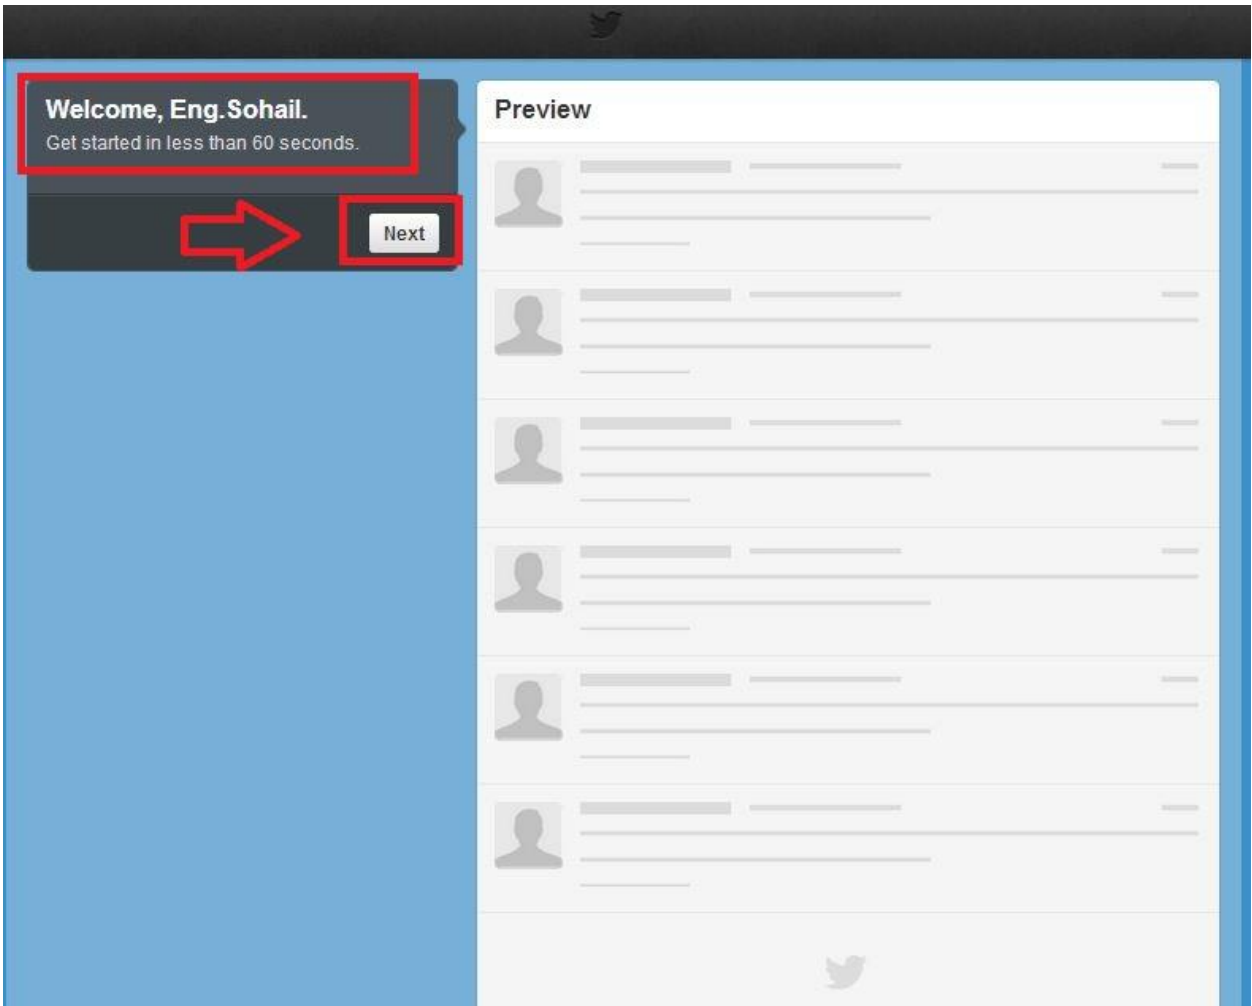 Welcome, Eng.Sohail.
Get started in less than 60 seconds.
Next
Preview